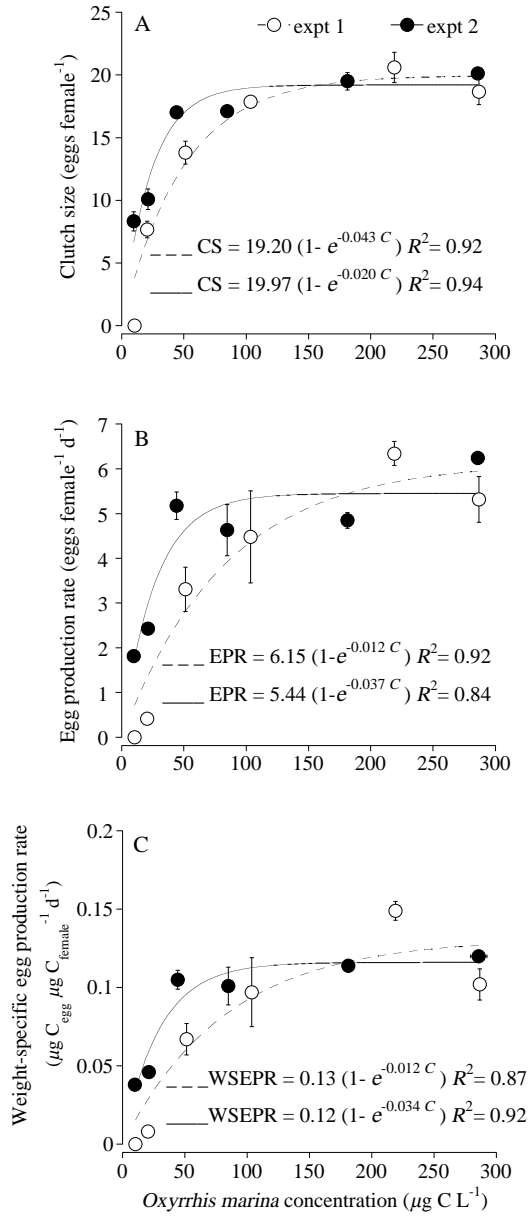 A
expt 1 expt 2
Clutch size (eggs female⁻¹)
25
20
15
10
5
0
CS = 19.20 (1- e^-0.043 C) R²= 0.92
CS = 19.97 (1- e^-0.020 C) R²= 0.94
0 50 100 150 200 250 300
B
Egg production rate (eggs female⁻¹ d⁻¹)
7
6
5
4
3
2
1
0
EPR = 6.15 (1-e^-0.012 C) R²= 0.92
EPR = 5.44 (1-e^-0.037 C) R²= 0.84
0 50 100 150 200 250 300
C
Weight-specific egg production rate
(µg C_egg µg C_female⁻¹ d⁻¹)
0.2
0.15
0.1
0.05
0
WSEPR = 0.13 (1- e^-0.012 C) R²= 0.87
WSEPR = 0.12 (1- e^-0.034 C) R²= 0.92
0 50 100 150 200 250 300
Oxyrrhis marina concentration (µg C L⁻¹)